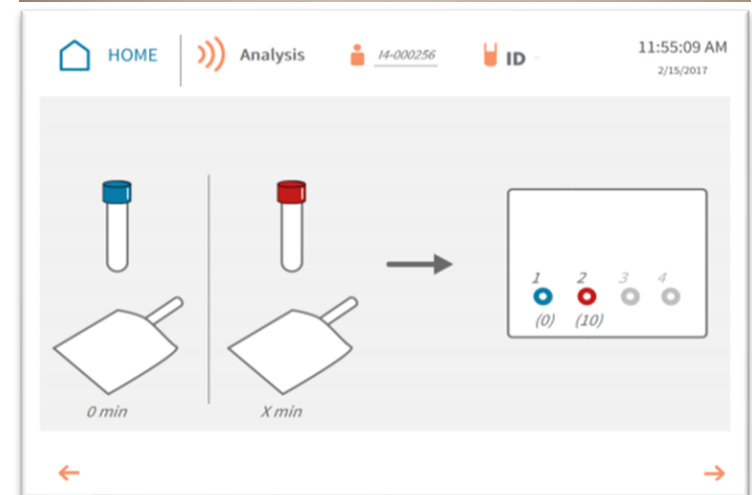 HOME
Analysis
I4-000256
ID
11:55:09 AM
2/15/2017
1 2 3 4
(0) (10)
0 min
X min